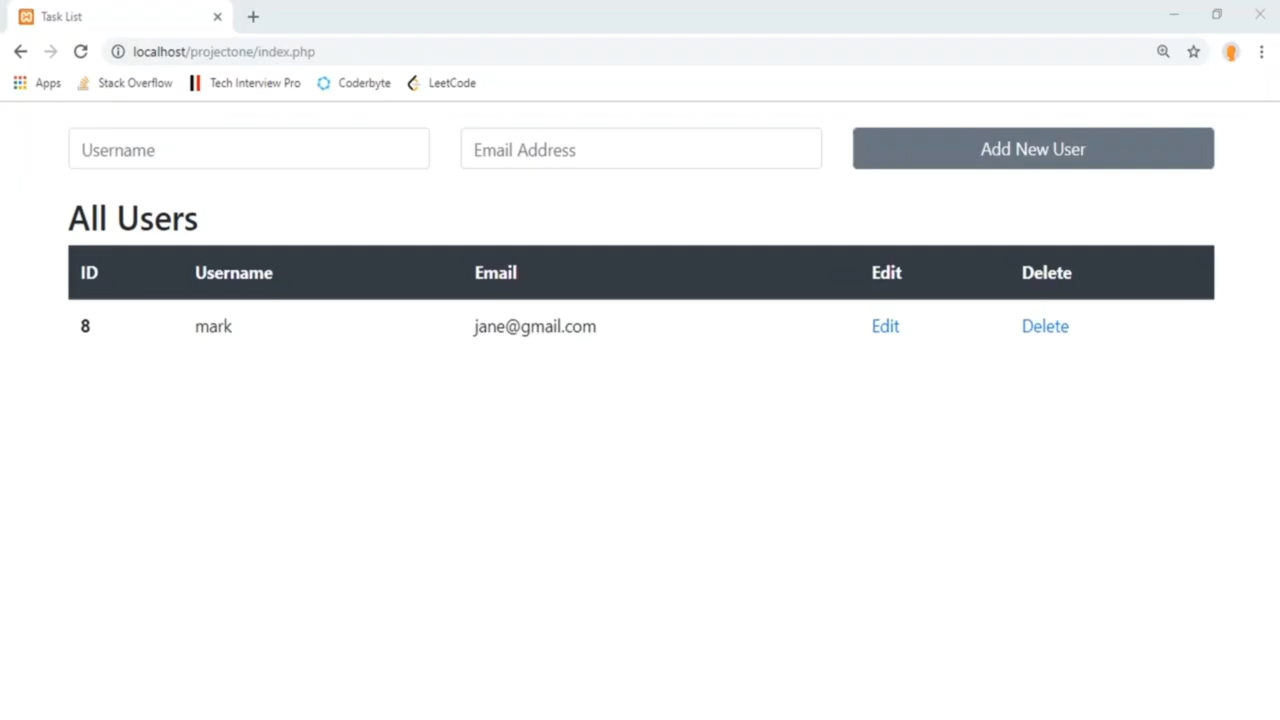 Task List
localhost/projectone/index.php
Apps Stack Overflow Tech Interview Pro Coderbyte LeetCode
Username Email Address Add New User
All Users
ID Username Email Edit Delete
8 mark jane@gmail.com Edit Delete